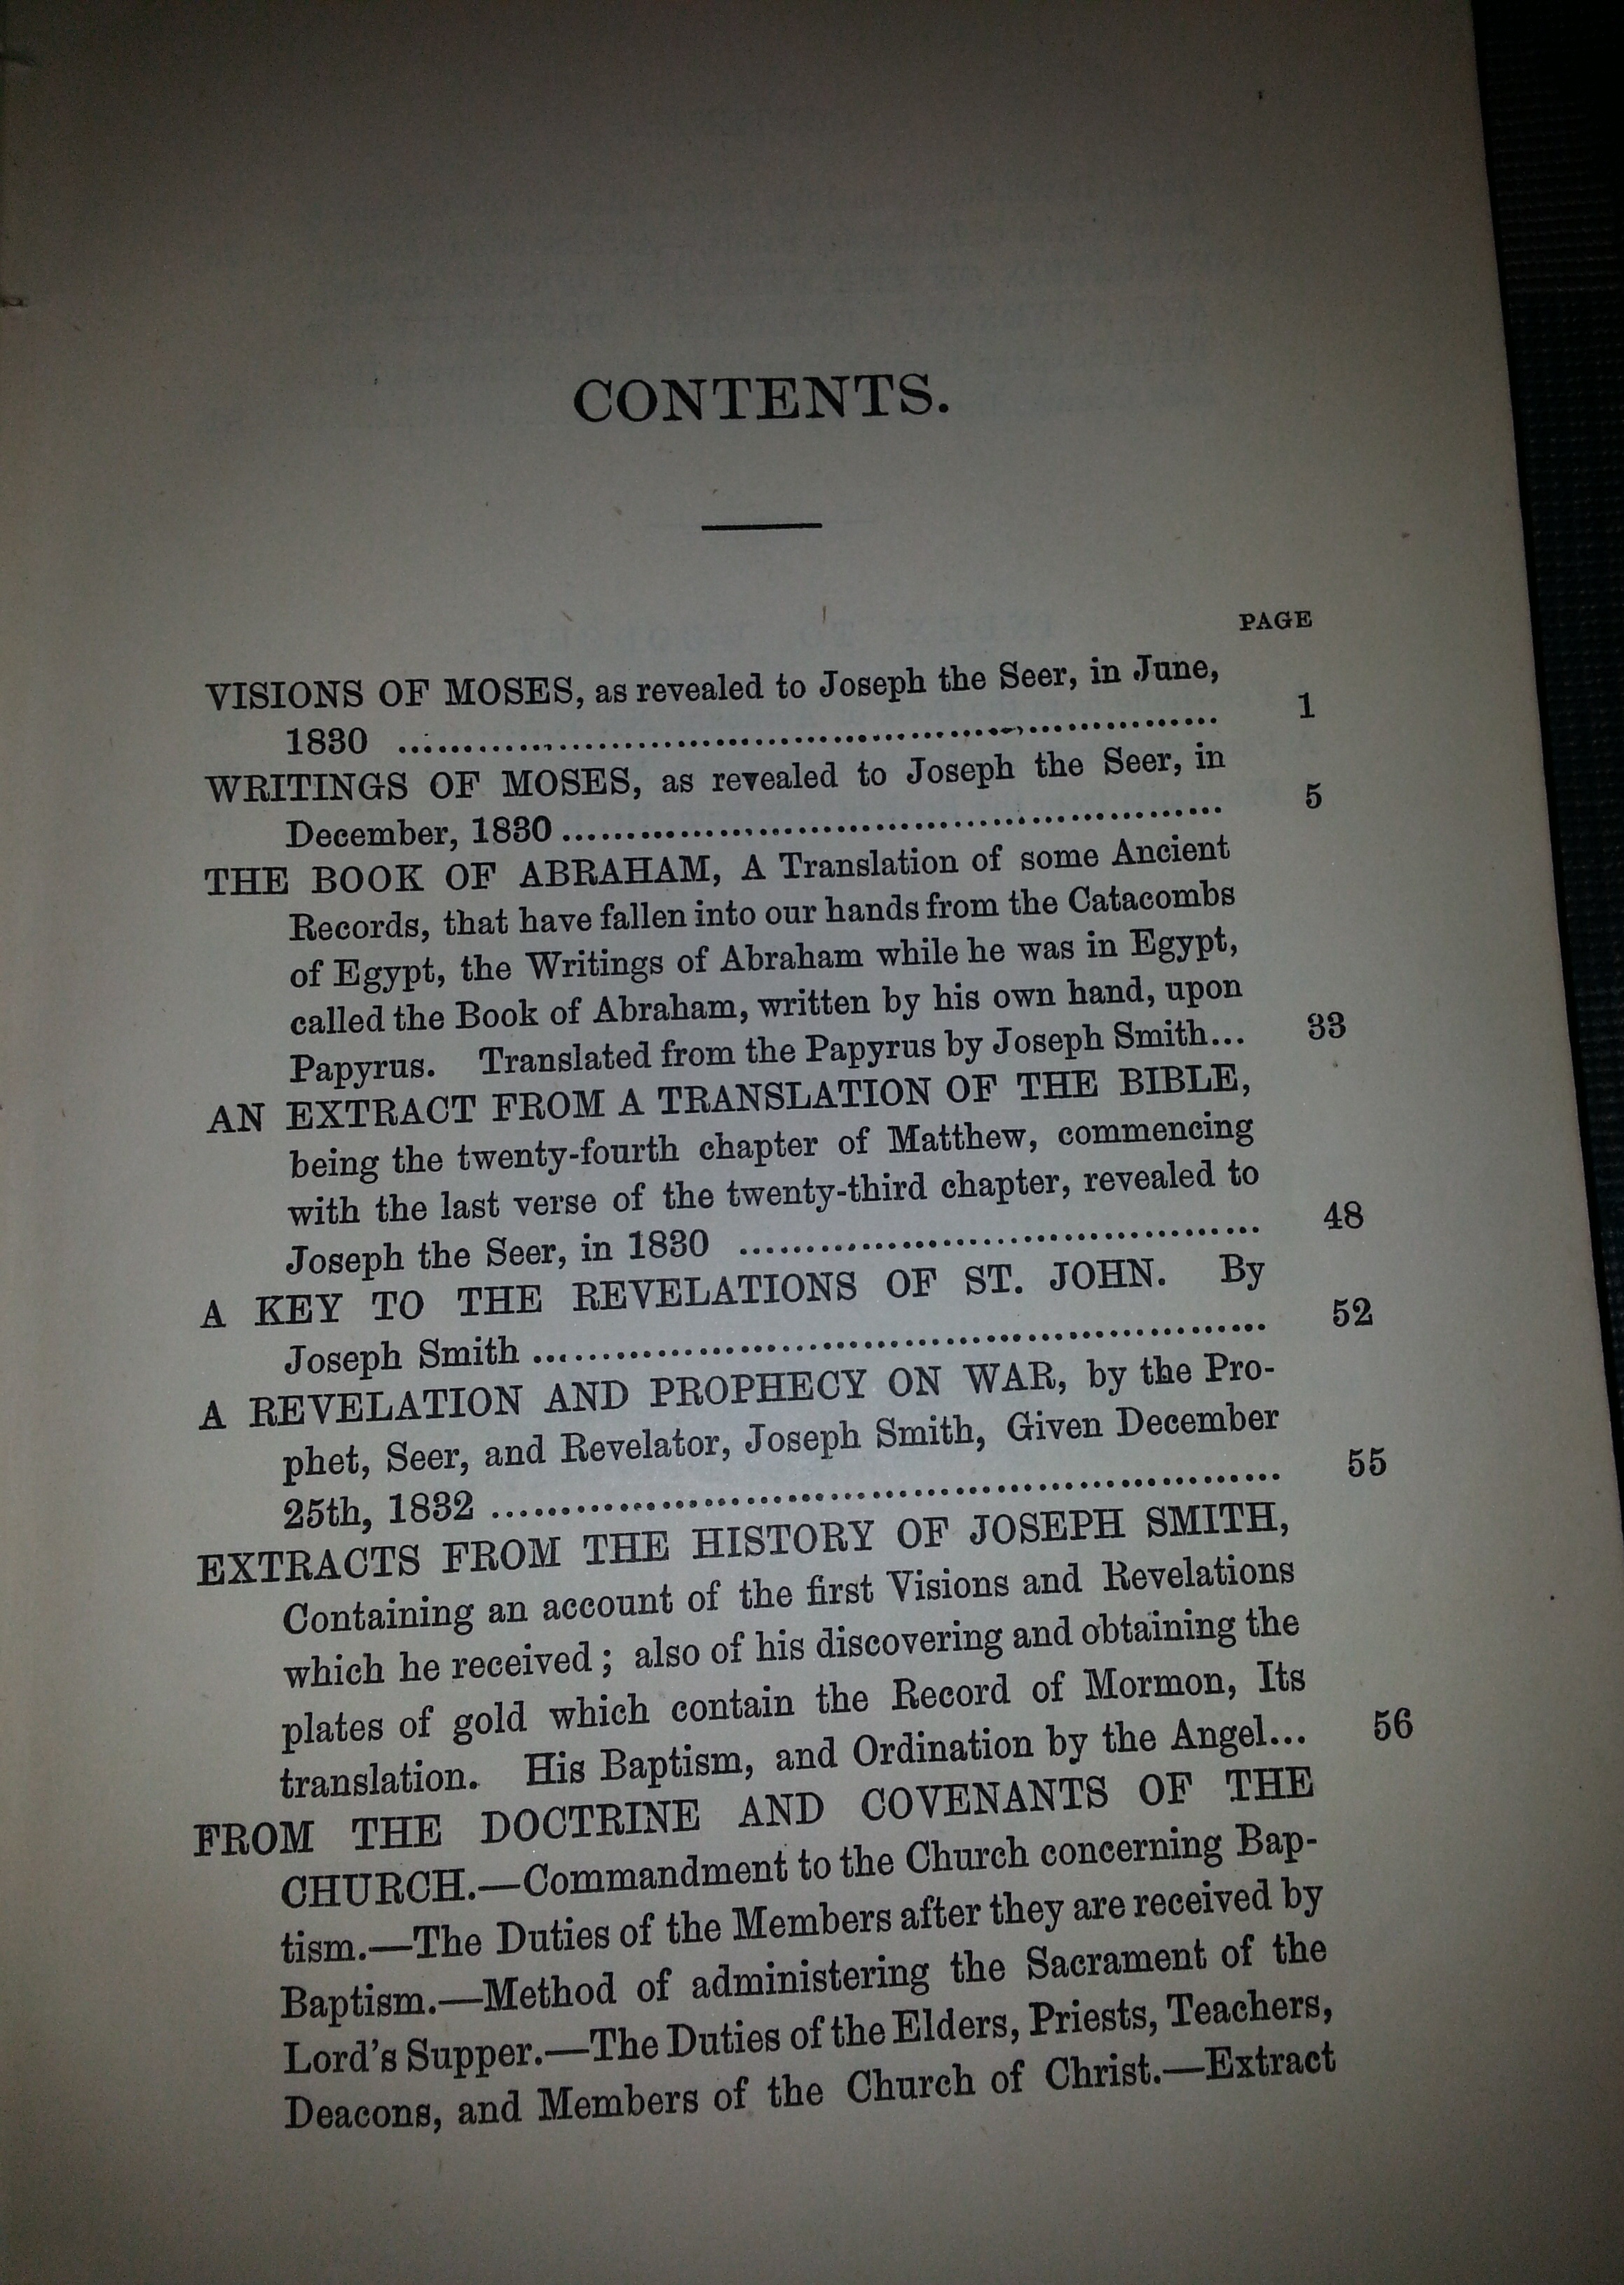 CONTENTS.
PAGE
VISIONS OF MOSES, as revealed to Joseph the Seer, in June,
1830 ........................................................ 1
WRITINGS OF MOSES, as revealed to Joseph the Seer, in
December, 1830 ........................................................ 5
THE BOOK OF ABRAHAM, A Translation of some Ancient
Records, that have fallen into our hands from the Catacombs
of Egypt, the Writings of Abraham while he was in Egypt,
called the Book of Abraham, written by his own hand, upon
Papyrus. Translated from the Papyrus by Joseph Smith... 33
AN EXTRACT FROM A TRANSLATION OF THE BIBLE,
being the twenty-fourth chapter of Matthew, commencing
with the last verse of the twenty-third chapter, revealed to
Joseph the Seer, in 1830 ........................................ 48
A KEY TO THE REVELATIONS OF ST. JOHN. By
Joseph Smith ........................................................ 52
A REVELATION AND PROPHECY ON WAR, by the Pro-
phet, Seer, and Revelator, Joseph Smith, Given December
25th, 1832 ........................................................ 55
EXTRACTS FROM THE HISTORY OF JOSEPH SMITH,
Containing an account of the first Visions and Revelations
which he received; also of his discovering and obtaining the
plates of gold which contain the Record of Mormon, Its
translation. His Baptism, and Ordination by the Angel... 56
FROM THE DOCTRINE AND COVENANTS OF THE
CHURCH.—Commandment to the Church concerning Bap-
tism.—The Duties of the Members after they are received by
Baptism.—Method of administering the Sacrament of the
Lord's Supper.—The Duties of the Elders, Priests, Teachers,
Deacons, and Members of the Church of Christ.—Extract